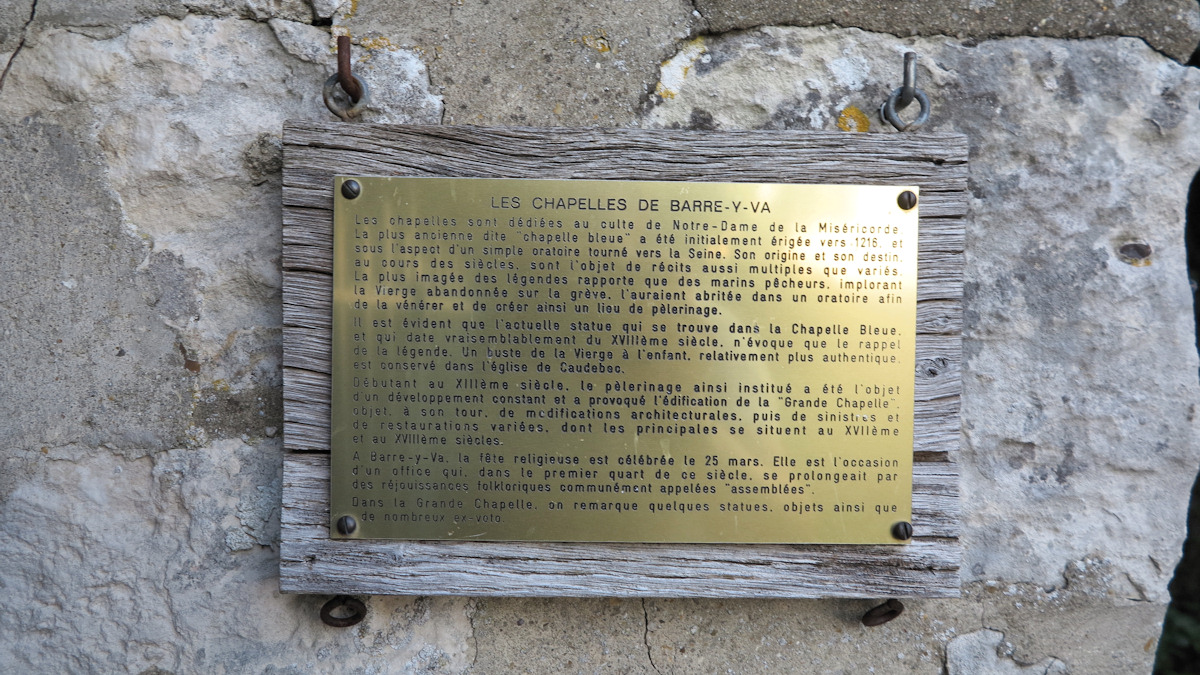 LES CHAPELLES DE BARRE-Y-VA
Les chapelles sont dédiées au culte de Notre-Dame de la Miséricorde
La plus ancienne dite "chapelle bleue" a été initialement érigée vers 1216, et
sous l'aspect d'un simple oratoire tourné vers la Seine. Son origine et son destin,
au cours des siècles, sont l'objet de récits aussi multiples que variés.
La plus imagée des légendes rapporte que des marins pêcheurs, implorant
la Vierge abandonnée sur la grève, l'auraient abritée dans un oratoire afin
de la vénérer et de créer ainsi un lieu de pèlerinage.
Il est évident que l'actuelle statue qui se trouve dans la Chapelle Bleue,
et qui date vraisemblablement du XVIIIème siècle, n'évoque que le rappel
de la légende. Un buste de la Vierge à l'enfant, relativement plus authentique,
est conservé dans l'église de Caudebec.
Débutant au XIIIème siècle, le pèlerinage ainsi institué a été l'objet
d'un développement constant et a provoqué l'édification de la "Grande Chapelle",
objet, à son tour, de modifications architecturales, puis de sinistres et
de restaurations variées, dont les principales se situent au XVIIème
et au XVIIIème siècles.
A Barre-y-Va, la fête religieuse est célébrée le 25 mars. Elle est l'occasion
d'un office qui, dans le premier quart de ce siècle, se prolongeait par
des réjouissances folkloriques communément appelées "assemblées".
Dans la Grande Chapelle, on remarque quelques statues, objets ainsi que
de nombreux ex-voto.